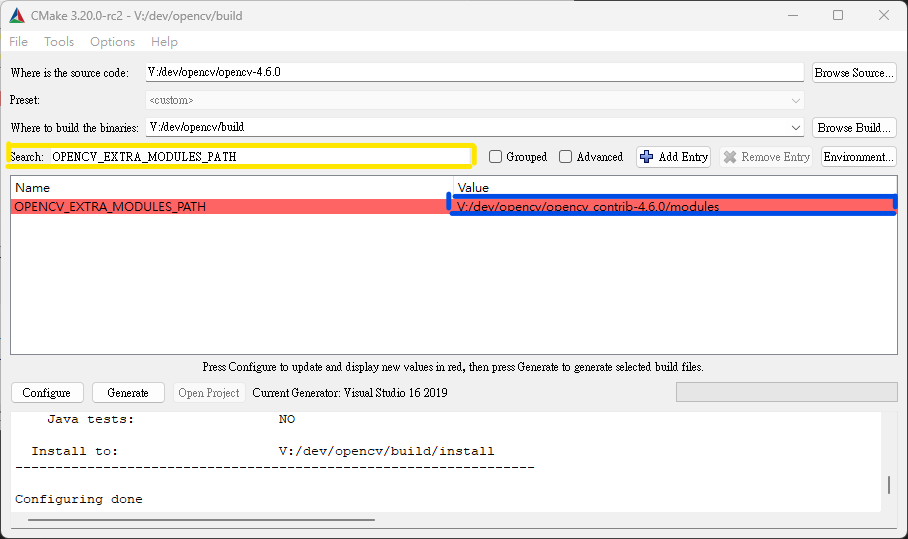 CMake 3.20.0-rc2 - V:/dev/opencv/build
File Tools Options Help
Where is the source code: V:/dev/opencv/opencv-4.6.0 Browse Source...
Preset: <custom>
Where to build the binaries: V:/dev/opencv/build Browse Build...
Search: OPENCV_EXTRA_MODULES_PATH Grouped Advanced Add Entry Remove Entry Environment...
Name Value
OPENCV_EXTRA_MODULES_PATH V:/dev/opencv/opencv_contrib-4.6.0/modules
Press Configure to update and display new values in red, then press Generate to generate selected build files.
Configure Generate Open Project Current Generator: Visual Studio 16 2019
Java tests: NO
Install to: V:/dev/opencv/build/install
-----------------------------------------------------------------
Configuring done